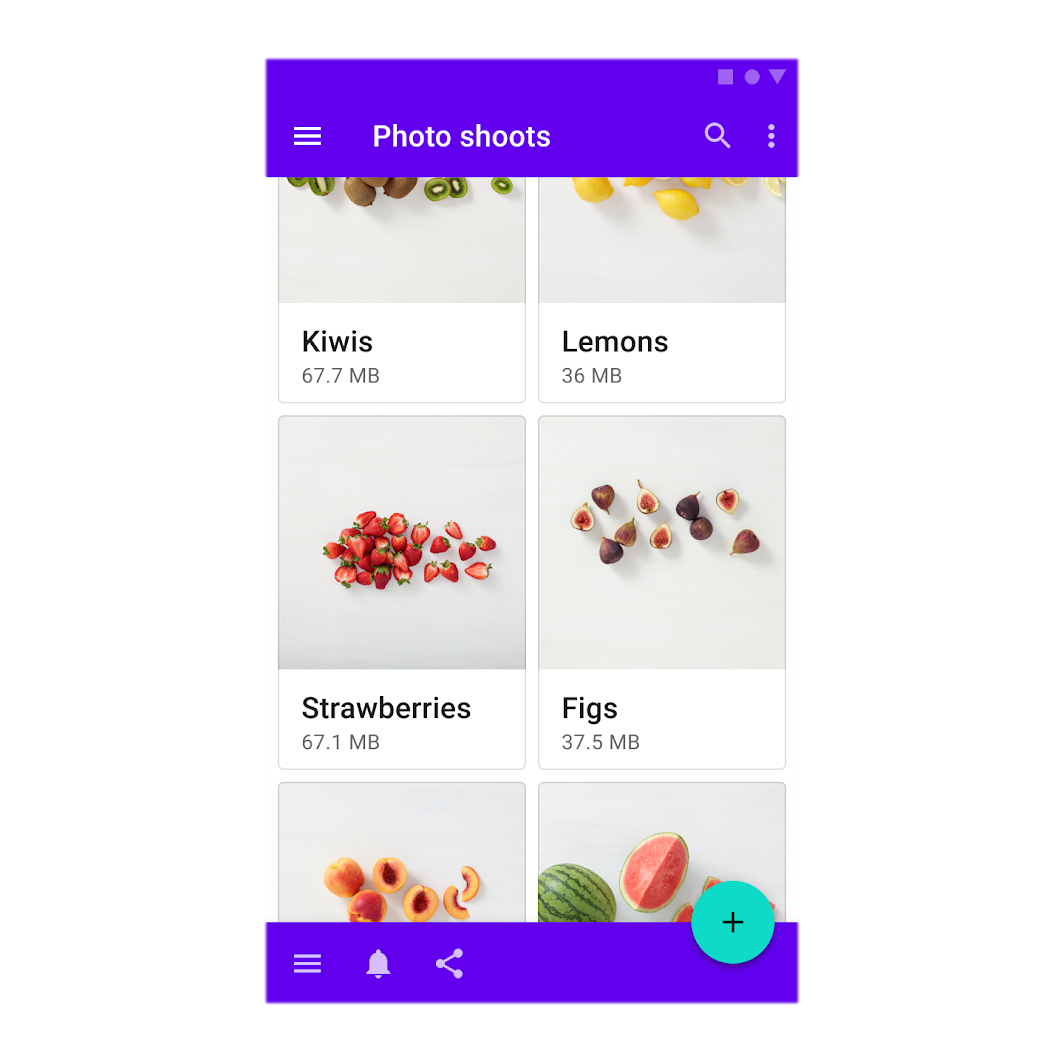 Photo shoots
Kiwis
67.7 MB
Lemons
36 MB
Strawberries
67.1 MB
Figs
37.5 MB